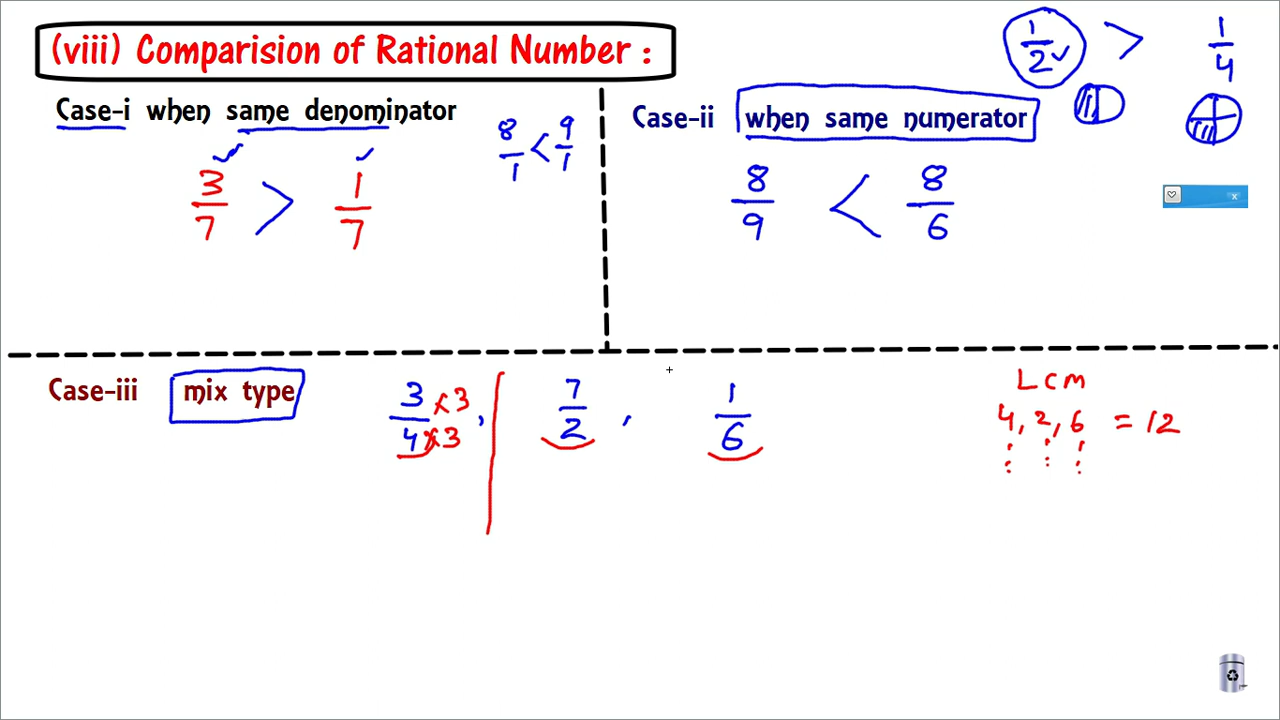 (viii) Comparision of Rational Number :
1/2 > 1/4
Case-i when same denominator
8/1 < 9/1
Case-ii when same numerator
3/7 > 1/7
8/9 < 8/6
Case-iii mix type
3×3/4×3, 7/2, 1/6
LCM
4, 2, 6 = 12